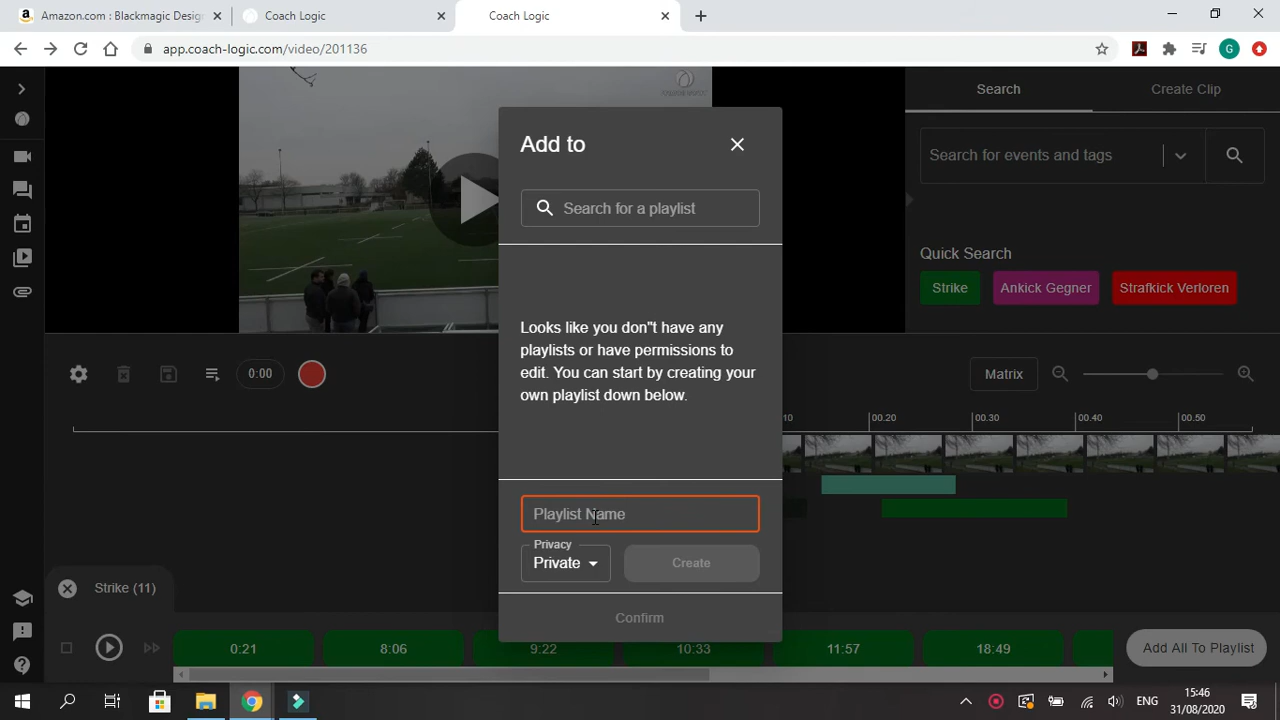 Amazon.com : Blackmagic Desig
Coach Logic
Coach Logic
app.coach-logic.com/video/201136
G
Search
Create Clip
Add to
Search for events and tags
Search for a playlist
Quick Search
Strike
Ankick Gegner
Strafkick Verloren
Looks like you don"t have any
playlists or have permissions to
edit. You can start by creating your
own playlist down below.
0:00
Matrix
10
00.20
00.30
00.40
00.50
Playlist Name
Privacy
Private
Create
Strike (11)
Confirm
0:21
8:06
9:22
10:33
11:57
18:49
Add All To Playlist
ENG
15:46
31/08/2020